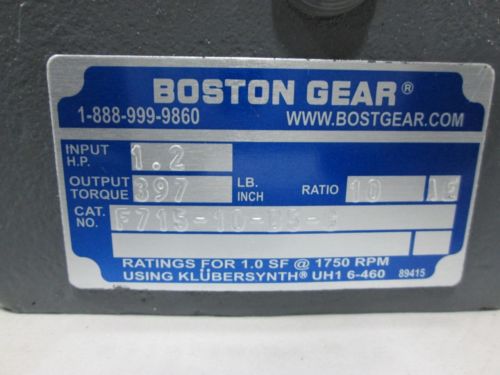 BOSTON GEAR®
1-888-999-9860 WWW.BOSTGEAR.COM
INPUT H.P. 1.2
OUTPUT TORQUE 397 LB. INCH RATIO 10
CAT. NO.
RATINGS FOR 1.0 SF @ 1750 RPM
USING KLÜBERSYNTH® UH1 6-460 89415